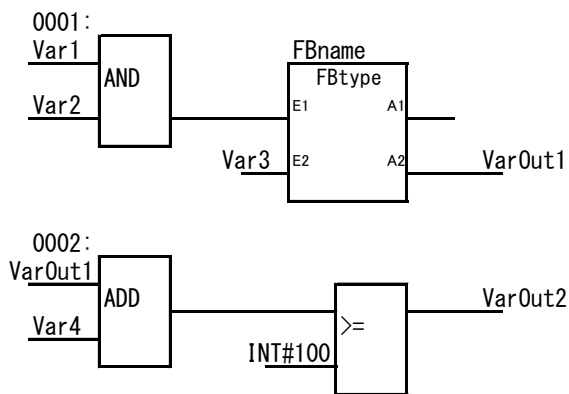 0001:
Var1
AND
Var2
FBname
FBtype
E1
A1
Var3
E2
A2
VarOut1
0002:
VarOut1
ADD
Var4
>=
INT#100
VarOut2